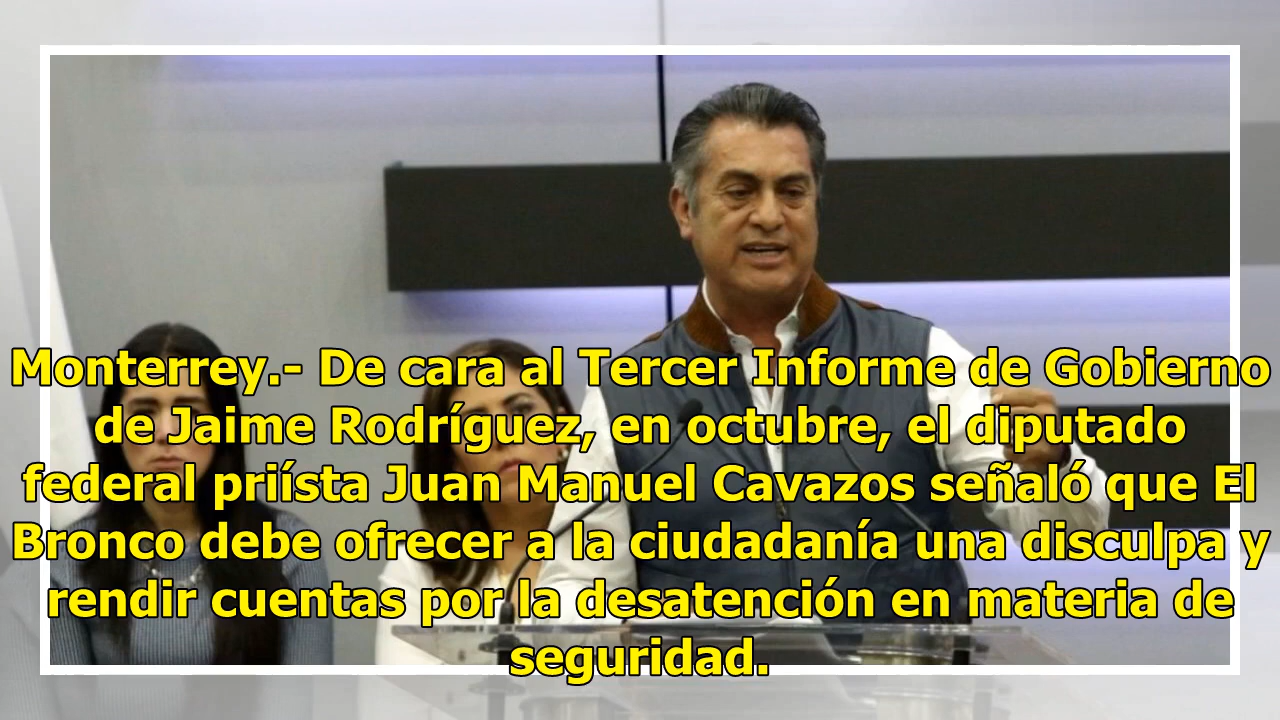 Monterrey.- De cara al Tercer Informe de Gobierno
de Jaime Rodríguez, en octubre, el diputado
federal priísta Juan Manuel Cavazos señaló que El
Bronco debe ofrecer a la ciudadanía una disculpa y
rendir cuentas por la desatención en materia de
seguridad.